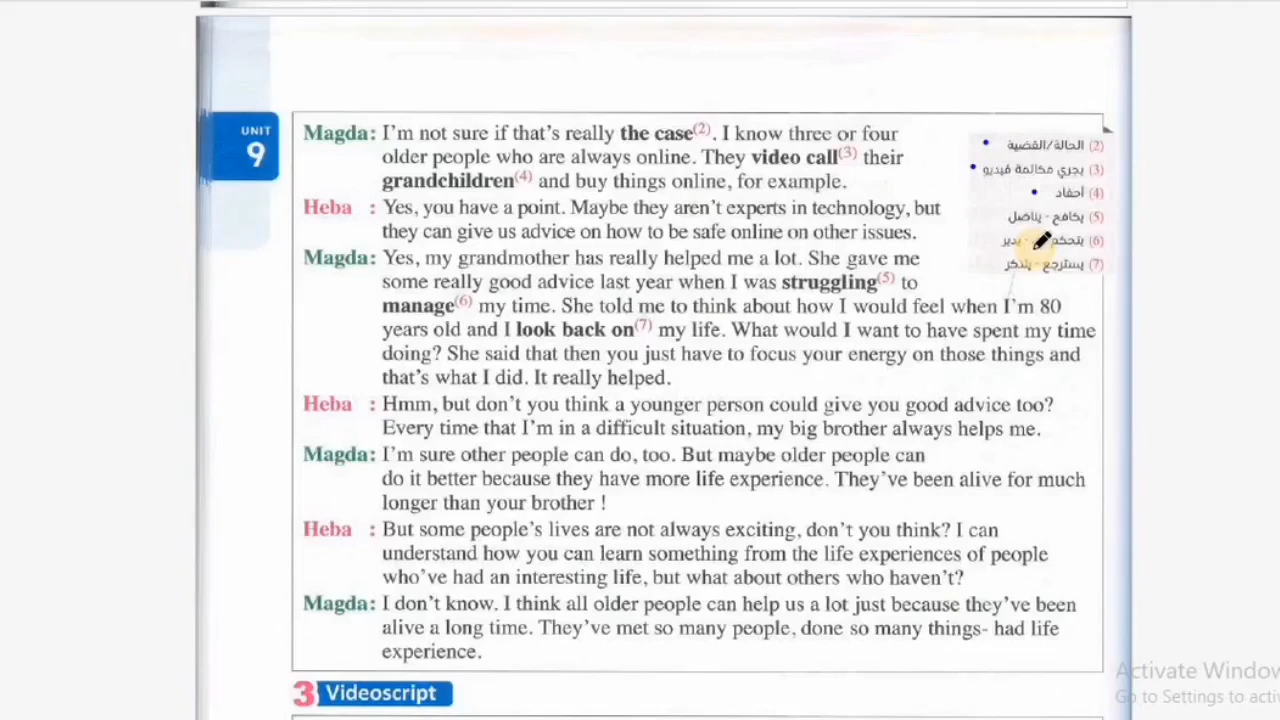 UNIT
9
Magda: I'm not sure if that's really the case(2). I know three or four
older people who are always online. They video call(3) their
grandchildren(4) and buy things online, for example.
Heba : Yes, you have a point. Maybe they aren't experts in technology, but
they can give us advice on how to be safe online on other issues.
Magda: Yes, my grandmother has really helped me a lot. She gave me
some really good advice last year when I was struggling(5) to
manage(6) my time. She told me to think about how I would feel when I'm 80
years old and I look back on(7) my life. What would I want to have spent my time
doing? She said that then you just have to focus your energy on those things and
that's what I did. It really helped.
Heba : Hmm, but don't you think a younger person could give you good advice too?
Every time that I'm in a difficult situation, my big brother always helps me.
Magda: I'm sure other people can do, too. But maybe older people can
do it better because they have more life experience. They've been alive for much
longer than your brother !
Heba : But some people's lives are not always exciting, don't you think? I can
understand how you can learn something from the life experiences of people
who've had an interesting life, but what about others who haven't?
Magda: I don't know. I think all older people can help us a lot just because they've been
alive a long time. They've met so many people, done so many things- had life
experience.
(2) الحالة/القضية
(3) يجري مكالمة فيديو
(4) أحفاد
(5) يكافح - يناضل
(6) يتحكم - يدير
(7) يسترجع - يتذكر
3 Videoscript
Activate Window
Go to Settings to activ